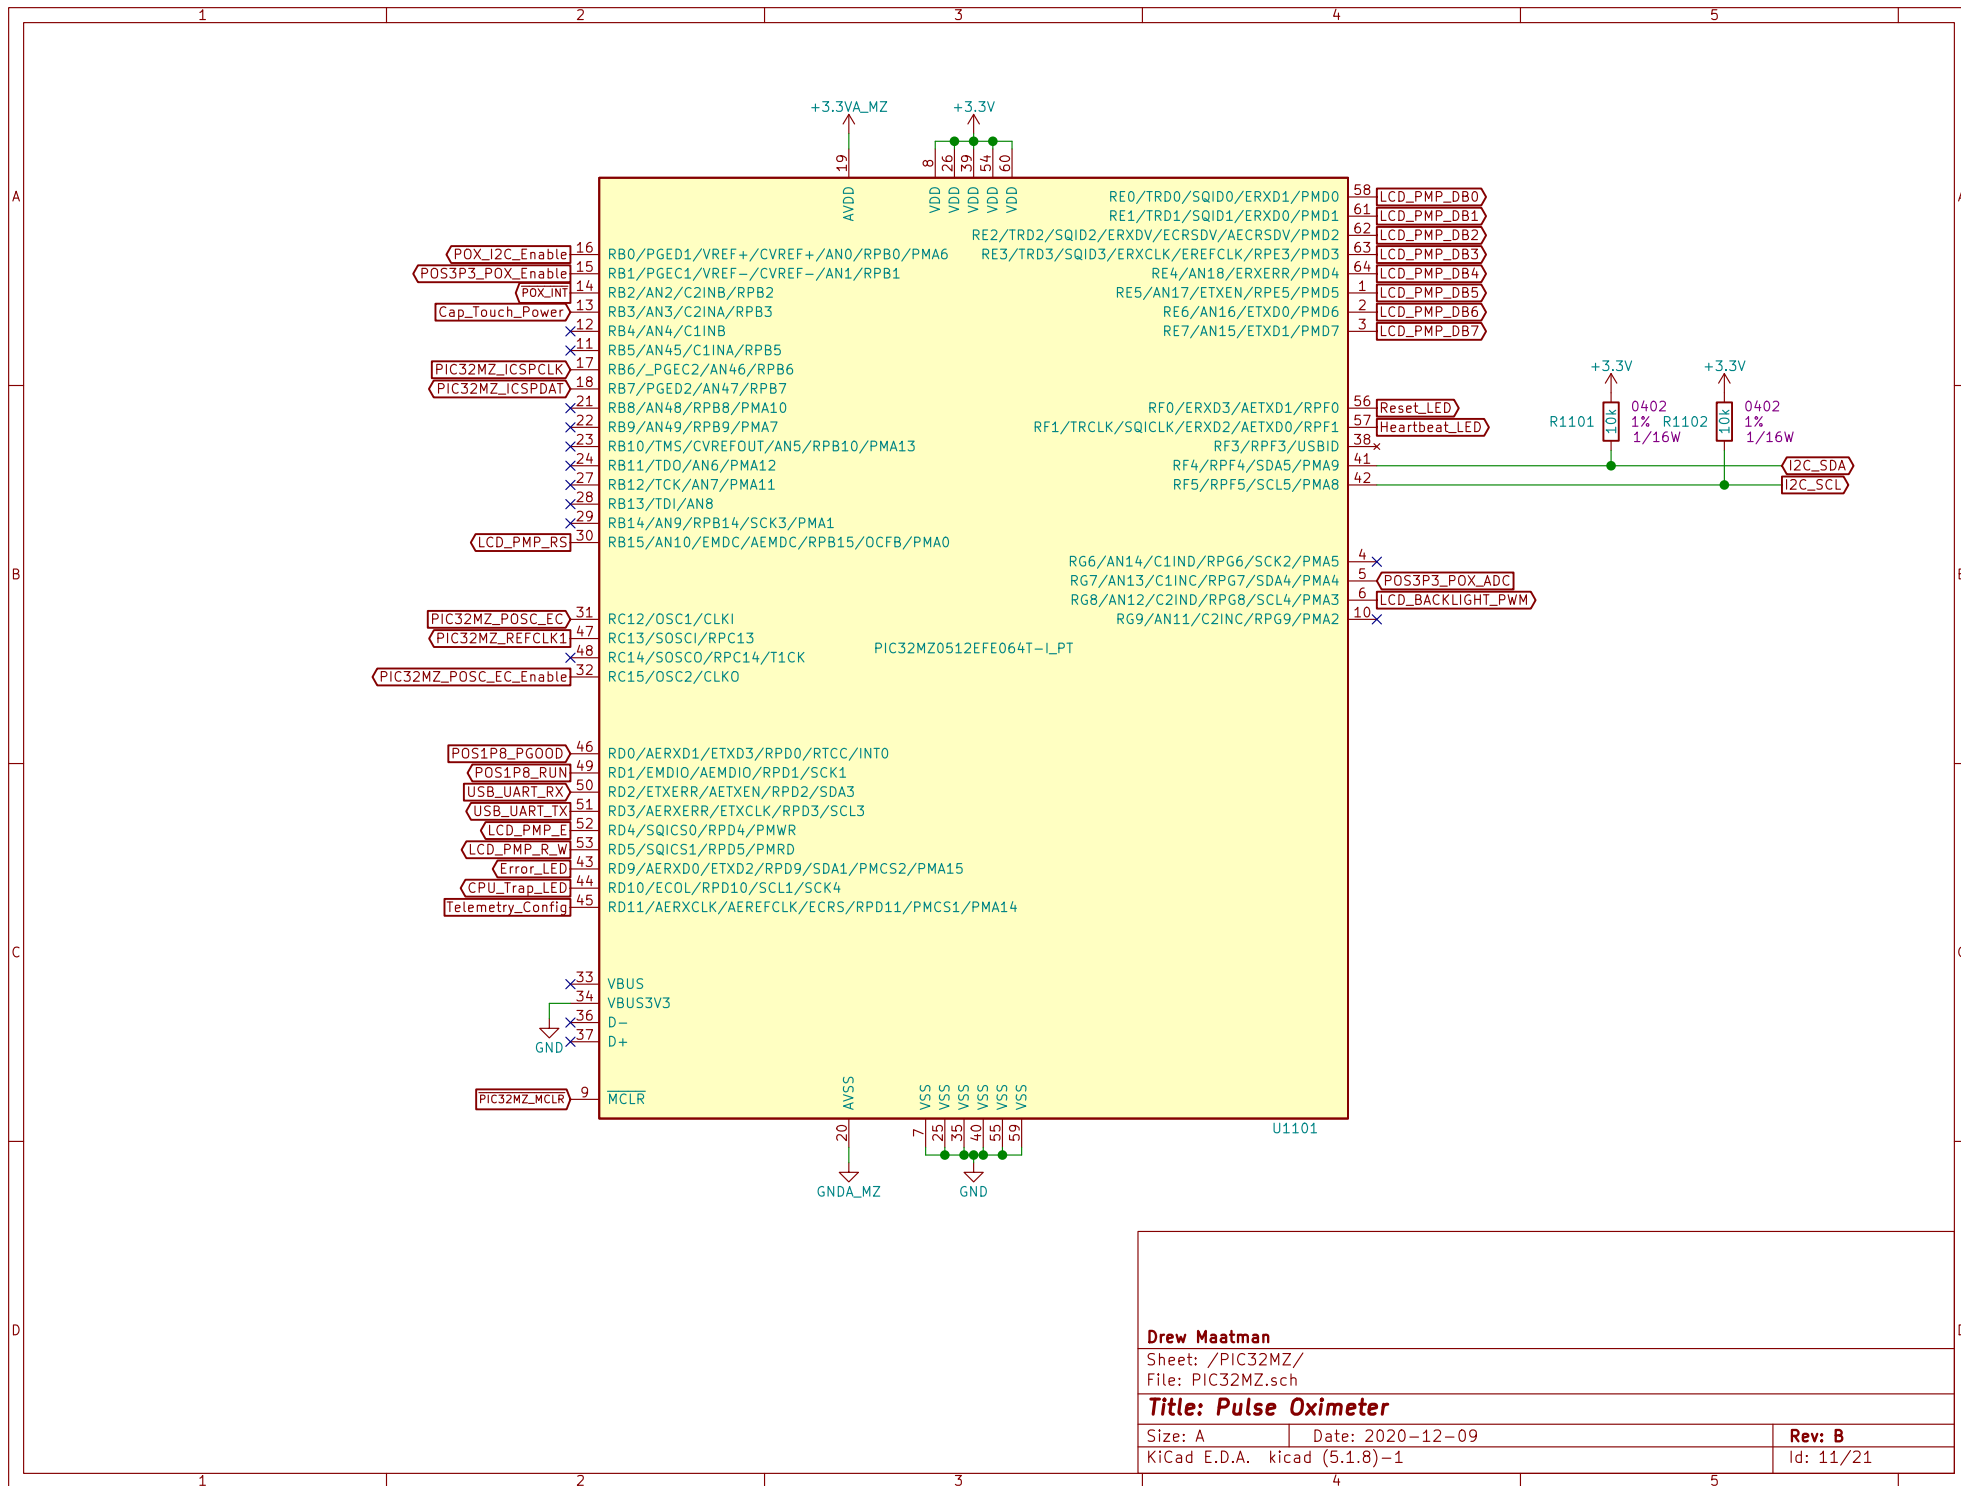 1 2 3 4 5
+3.3VA_MZ +3.3V
19 8 26 39 54 60
AVDD VDD VDD VDD VDD VDD
A
POX_I2C_Enable 16 RB0/PGED1/VREF+/CVREF+/AN0/RPB0/PMA6
POS3P3_POX_Enable 15 RB1/PGEC1/VREF-/CVREF-/AN1/RPB1
POX_INT 14 RB2/AN2/C2INB/RPB2
Cap_Touch_Power 13 RB3/AN3/C2INA/RPB3
12 RB4/AN4/C1INB
11 RB5/AN45/C1INA/RPB5
PIC32MZ_ICSPCLK 17 RB6/_PGEC2/AN46/RPB6
PIC32MZ_ICSPDAT 18 RB7/PGED2/AN47/RPB7
21 RB8/AN48/RPB8/PMA10
22 RB9/AN49/RPB9/PMA7
23 RB10/TMS/CVREFOUT/AN5/RPB10/PMA13
24 RB11/TDO/AN6/PMA12
27 RB12/TCK/AN7/PMA11
28 RB13/TDI/AN8
29 RB14/AN9/RPB14/SCK3/PMA1
LCD_PMP_RS 30 RB15/AN10/EMDC/AEMDC/RPB15/OCFB/PMA0
B
PIC32MZ_POSC_EC 31 RC12/OSC1/CLKI
PIC32MZ_REFCLK1 47 RC13/SOSCI/RPC13
48 RC14/SOSCO/RPC14/T1CK
PIC32MZ_POSC_EC_Enable 32 RC15/OSC2/CLKO
POS1P8_PGOOD 46 RD0/AERXD1/ETXD3/RPD0/RTCC/INT0
POS1P8_RUN 49 RD1/EMDIO/AEMDIO/RPD1/SCK1
USB_UART_RX 50 RD2/ETXERR/AETXEN/RPD2/SDA3
USB_UART_TX 51 RD3/AERXERR/ETXCLK/RPD3/SCL3
LCD_PMP_E 52 RD4/SQICS0/RPD4/PMWR
LCD_PMP_R_W 53 RD5/SQICS1/RPD5/PMRD
Error_LED 43 RD9/AERXD0/ETXD2/RPD9/SDA1/PMCS2/PMA15
CPU_Trap_LED 44 RD10/ECOL/RPD10/SCL1/SCK4
Telemetry_Config 45 RD11/AERXCLK/AEREFCLK/ECRS/RPD11/PMCS1/PMA14
C
33 VBUS
34 VBUS3V3
36 D-
37 D+
GND
PIC32MZ_MCLR 9 MCLR
RE0/TRD0/SQID0/ERXD1/PMD0 58 LCD_PMP_DB0
RE1/TRD1/SQID1/ERXD0/PMD1 61 LCD_PMP_DB1
RE2/TRD2/SQID2/ERXDV/ECRSDV/AECRSDV/PMD2 62 LCD_PMP_DB2
RE3/TRD3/SQID3/ERXCLK/EREFCLK/RPE3/PMD3 63 LCD_PMP_DB3
RE4/AN18/ERXERR/PMD4 64 LCD_PMP_DB4
RE5/AN17/ETXEN/RPE5/PMD5 1 LCD_PMP_DB5
RE6/AN16/ETXD0/PMD6 2 LCD_PMP_DB6
RE7/AN15/ETXD1/PMD7 3 LCD_PMP_DB7
RF0/ERXD3/AETXD1/RPF0 56 Reset_LED
RF1/TRCLK/SQICLK/ERXD2/AETXD0/RPF1 57 Heartbeat_LED
RF3/RPF3/USBID 38
RF4/RPF4/SDA5/PMA9 41 I2C_SDA
RF5/RPF5/SCL5/PMA8 42 I2C_SCL
+3.3V +3.3V
R1101 10k 0402 1% 1/16W
R1102 10k 0402 1% 1/16W
RG6/AN14/C1IND/RPG6/SCK2/PMA5 4
RG7/AN13/C1INC/RPG7/SDA4/PMA4 5 POS3P3_POX_ADC
RG8/AN12/C2IND/RPG8/SCL4/PMA3 6 LCD_BACKLIGHT_PWM
RG9/AN11/C2INC/RPG9/PMA2 10
PIC32MZ0512EFE064T-I_PT
AVSS VSS VSS VSS VSS VSS VSS
20 7 25 35 40 55 59
U1101
GNDA_MZ GND
D
Drew Maatman
Sheet: /PIC32MZ/
File: PIC32MZ.sch
Title: Pulse Oximeter
Size: A Date: 2020-12-09 Rev: B
KiCad E.D.A. kicad (5.1.8)-1 Id: 11/21
1 2 3 4 5